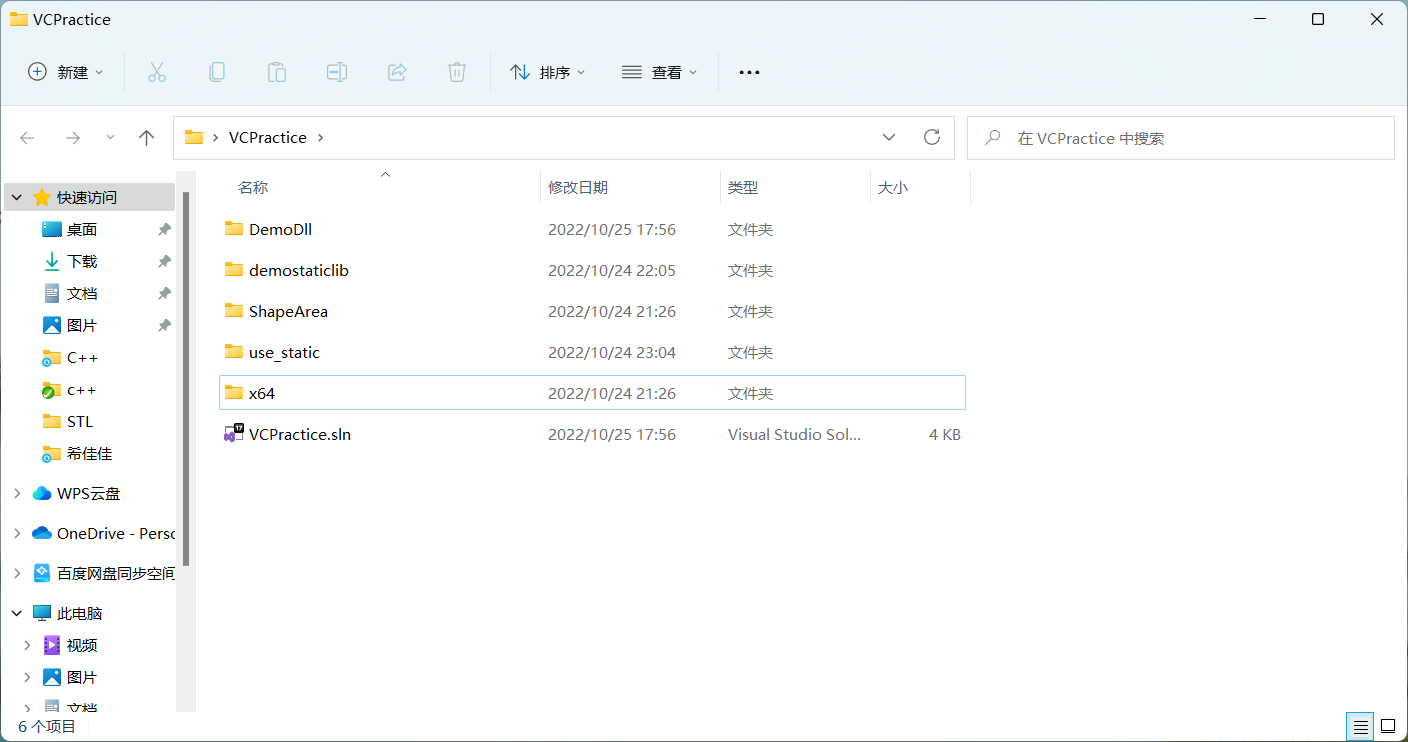 VCPractice
新建
排序
查看
VCPractice
在 VCPractice 中搜索
快速访问
桌面
下载
文档
图片
C++
c++
STL
希佳佳
WPS云盘
OneDrive - Perso
百度网盘同步空间
此电脑
视频
图片
文档
名称 修改日期 类型 大小
DemoDll 2022/10/25 17:56 文件夹
demostaticlib 2022/10/24 22:05 文件夹
ShapeArea 2022/10/24 21:26 文件夹
use_static 2022/10/24 23:04 文件夹
x64 2022/10/24 21:26 文件夹
VCPractice.sln 2022/10/25 17:56 Visual Studio Sol... 4 KB
6 个项目